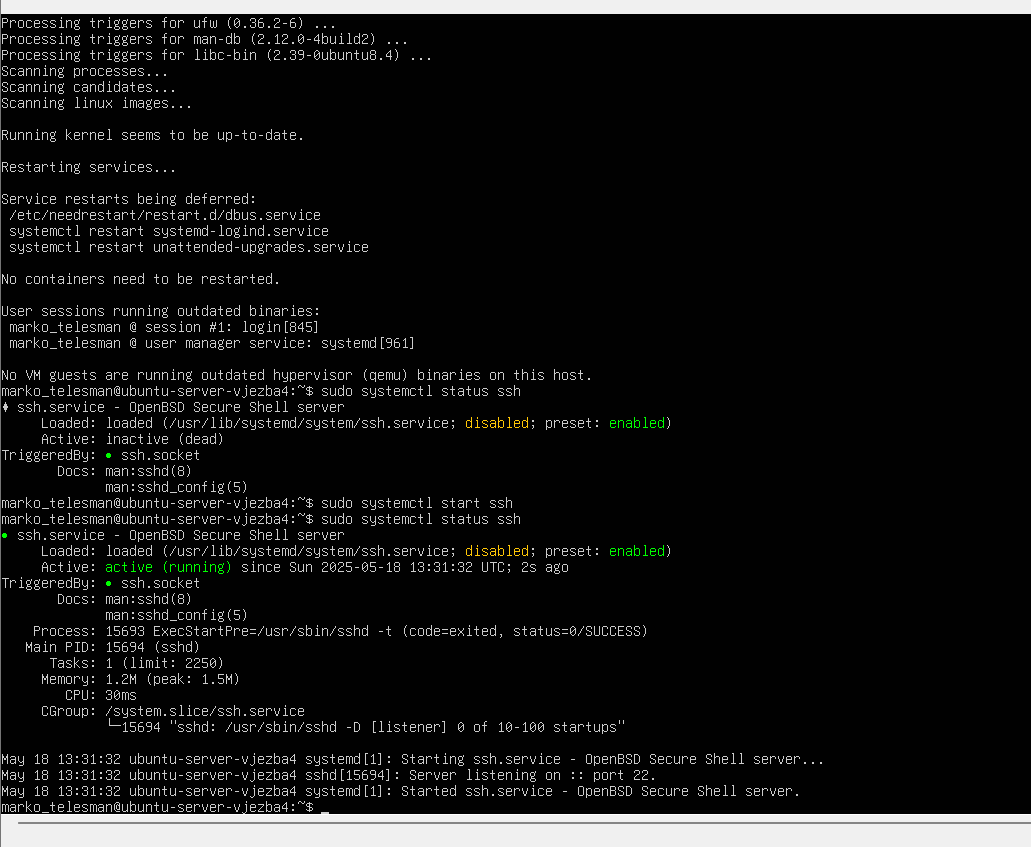 Processing triggers for ufw (0.36.2-6) ...
Processing triggers for man-db (2.12.0-4build2) ...
Processing triggers for libc-bin (2.39-0ubuntu8.4) ...
Scanning processes...
Scanning candidates...
Scanning linux images...
Running kernel seems to be up-to-date.
Restarting services...
Service restarts being deferred:
 /etc/needrestart/restart.d/dbus.service
 systemctl restart systemd-logind.service
 systemctl restart unattended-upgrades.service
No containers need to be restarted.
User sessions running outdated binaries:
 marko_telesman @ session #1: login[845]
 marko_telesman @ user manager service: systemd[961]
No VM guests are running outdated hypervisor (qemu) binaries on this host.
marko_telesman@ubuntu-server-vjezba4:~$ sudo systemctl status ssh
♦ ssh.service - OpenBSD Secure Shell server
     Loaded: loaded (/usr/lib/systemd/system/ssh.service; disabled; preset: enabled)
     Active: inactive (dead)
TriggeredBy: ● ssh.socket
       Docs: man:sshd(8)
             man:sshd_config(5)
marko_telesman@ubuntu-server-vjezba4:~$ sudo systemctl start ssh
marko_telesman@ubuntu-server-vjezba4:~$ sudo systemctl status ssh
● ssh.service - OpenBSD Secure Shell server
     Loaded: loaded (/usr/lib/systemd/system/ssh.service; disabled; preset: enabled)
     Active: active (running) since Sun 2025-05-18 13:31:32 UTC; 2s ago
TriggeredBy: ● ssh.socket
       Docs: man:sshd(8)
             man:sshd_config(5)
    Process: 15693 ExecStartPre=/usr/sbin/sshd -t (code=exited, status=0/SUCCESS)
   Main PID: 15694 (sshd)
      Tasks: 1 (limit: 2250)
     Memory: 1.2M (peak: 1.5M)
        CPU: 30ms
     CGroup: /system.slice/ssh.service
             └─15694 "sshd: /usr/sbin/sshd -D [listener] 0 of 10-100 startups"
May 18 13:31:32 ubuntu-server-vjezba4 systemd[1]: Starting ssh.service - OpenBSD Secure Shell server...
May 18 13:31:32 ubuntu-server-vjezba4 sshd[15694]: Server listening on :: port 22.
May 18 13:31:32 ubuntu-server-vjezba4 systemd[1]: Started ssh.service - OpenBSD Secure Shell server.
marko_telesman@ubuntu-server-vjezba4:~$ _